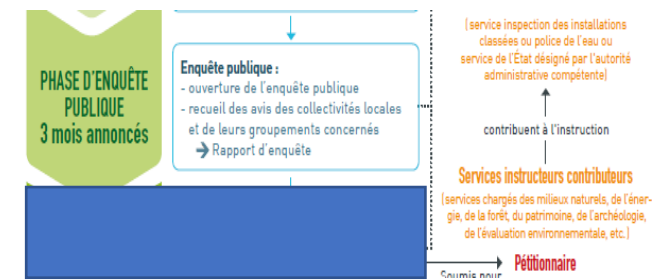 PHASE D'ENQUÊTE
PUBLIQUE
3 mois annoncés
Enquête publique :
- ouverture de l'enquête publique
- recueil des avis des collectivités locales
et de leurs groupements concernés
➔ Rapport d'enquête
(service inspection des installations
classées ou police de l'eau ou
service de l'État désigné par l'autorité
administrative compétente)
contribuent à l'instruction
Services instructeurs contributeurs
(services chargés des milieux naturels, de l'éner-
gie, de la forêt, du patrimoine, de l'archéologie,
de l'évaluation environnementale, etc.)
Pétitionnaire
Soumis pour